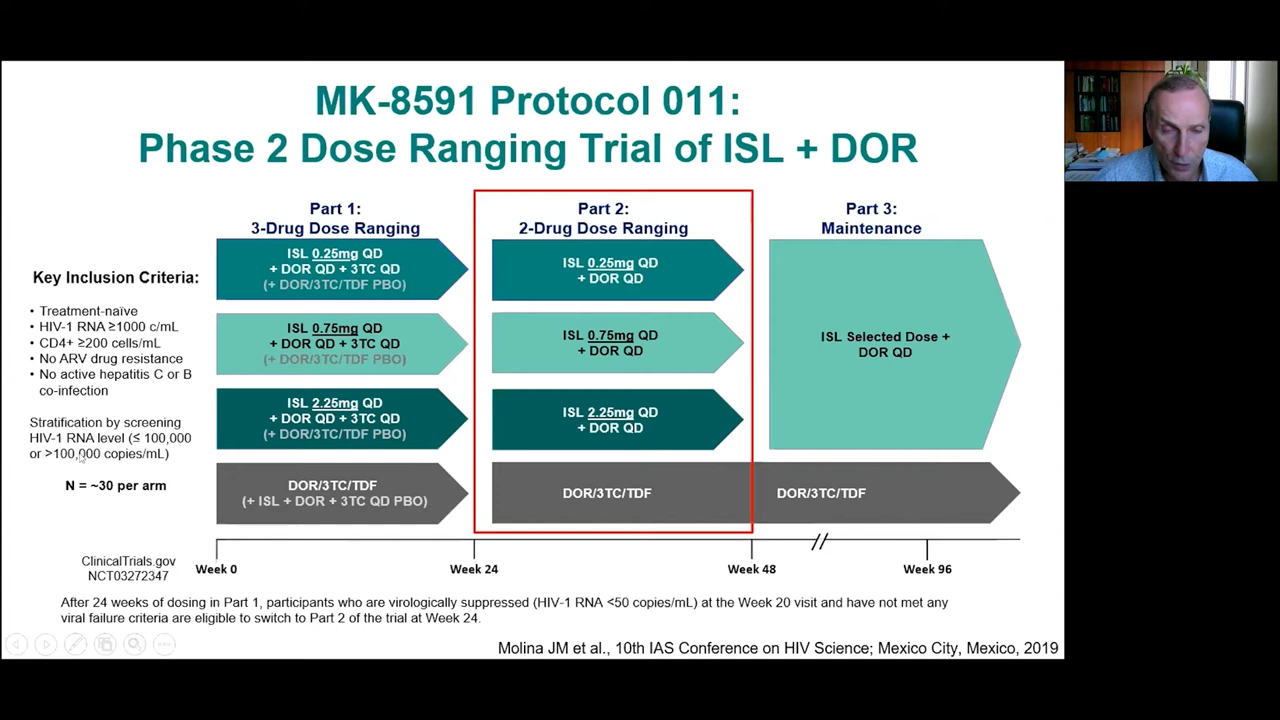 MK-8591 Protocol 011:
Phase 2 Dose Ranging Trial of ISL + DOR
Key Inclusion Criteria:
• Treatment-naïve
• HIV-1 RNA ≥1000 c/mL
• CD4+ ≥200 cells/mL
• No ARV drug resistance
• No active hepatitis C or B
co-infection
Stratification by screening
HIV-1 RNA level (≤ 100,000
or >100,000 copies/mL)
N = ~30 per arm
ClinicalTrials.gov
NCT03272347
Part 1:
3-Drug Dose Ranging
ISL 0.25mg QD
+ DOR QD + 3TC QD
(+ DOR/3TC/TDF PBO)
ISL 0.75mg QD
+ DOR QD + 3TC QD
(+ DOR/3TC/TDF PBO)
ISL 2.25mg QD
+ DOR QD + 3TC QD
(+ DOR/3TC/TDF PBO)
DOR/3TC/TDF
(+ ISL + DOR + 3TC QD PBO)
Part 2:
2-Drug Dose Ranging
ISL 0.25mg QD
+ DOR QD
ISL 0.75mg QD
+ DOR QD
ISL 2.25mg QD
+ DOR QD
DOR/3TC/TDF
Part 3:
Maintenance
ISL Selected Dose +
DOR QD
DOR/3TC/TDF
Week 0
Week 24
Week 48
Week 96
After 24 weeks of dosing in Part 1, participants who are virologically suppressed (HIV-1 RNA <50 copies/mL) at the Week 20 visit and have not met any
viral failure criteria are eligible to switch to Part 2 of the trial at Week 24.
Molina JM et al., 10th IAS Conference on HIV Science; Mexico City, Mexico, 2019